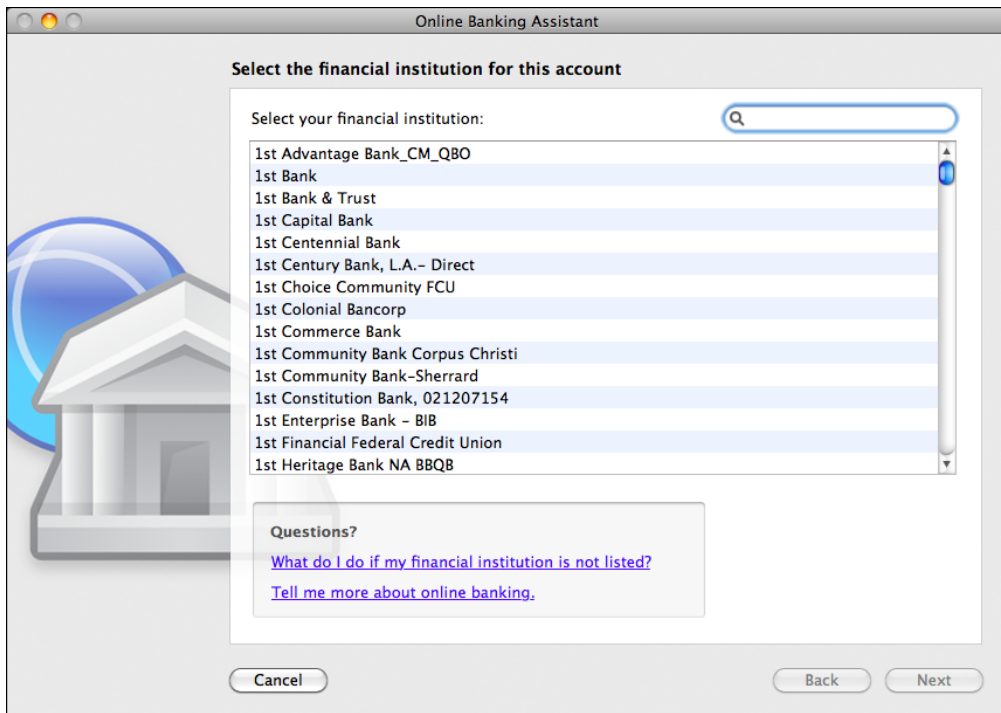 Online Banking Assistant
Select the financial institution for this account
Select your financial institution:
1st Advantage Bank_CM_QBO
1st Bank
1st Bank & Trust
1st Capital Bank
1st Centennial Bank
1st Century Bank, L.A.- Direct
1st Choice Community FCU
1st Colonial Bancorp
1st Commerce Bank
1st Community Bank Corpus Christi
1st Community Bank-Sherrard
1st Constitution Bank, 021207154
1st Enterprise Bank - BIB
1st Financial Federal Credit Union
1st Heritage Bank NA BBQB
Questions?
What do I do if my financial institution is not listed?
Tell me more about online banking.
Cancel Back Next